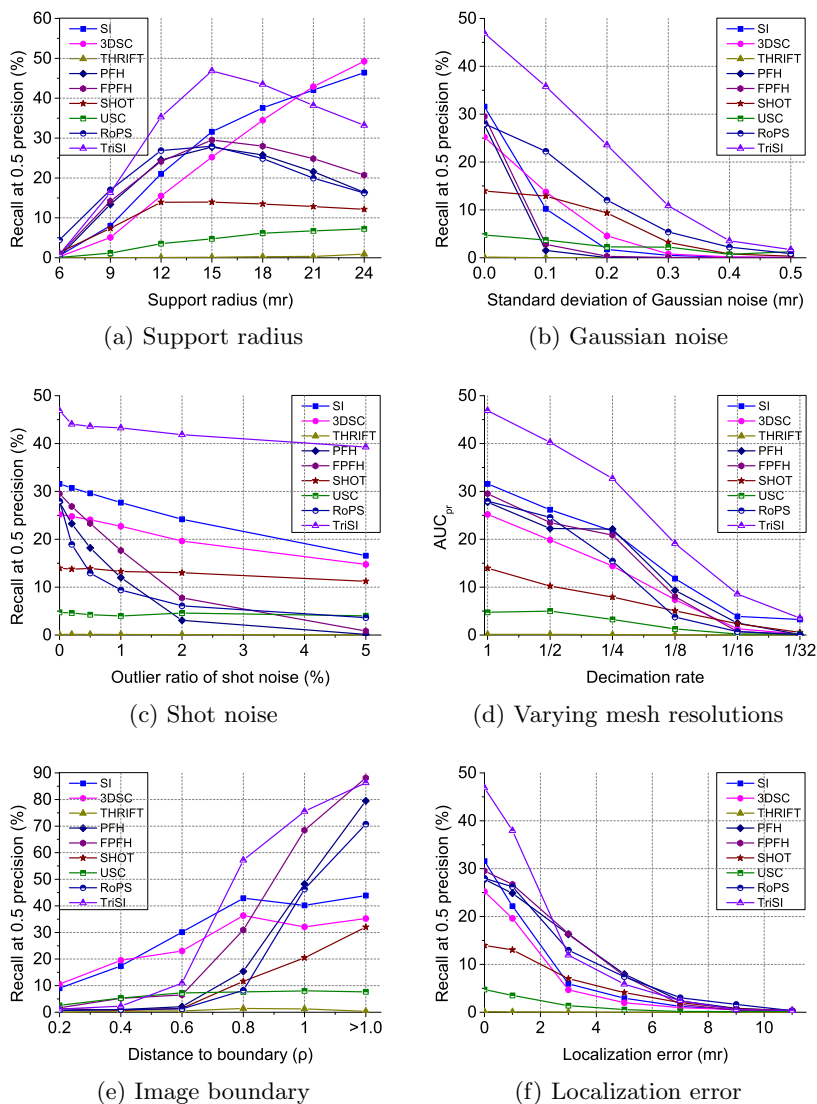 60
50
40
30
20
10
0
Recall at 0.5 precision (%)
SI
3DSC
THRIFT
PFH
FPFH
SHOT
USC
RoPS
TriSI
6 9 12 15 18 21 24
Support radius (mr)
(a) Support radius
50
40
30
20
10
0
Recall at 0.5 precision (%)
SI
3DSC
THRIFT
PFH
FPFH
SHOT
USC
RoPS
TriSI
0.0 0.1 0.2 0.3 0.4 0.5
Standard deviation of Gaussian noise (mr)
(b) Gaussian noise
50
40
30
20
10
0
Recall at 0.5 precision (%)
SI
3DSC
THRIFT
PFH
FPFH
SHOT
USC
RoPS
TriSI
0 1 2 3 4 5
Outlier ratio of shot noise (%)
(c) Shot noise
50
40
30
20
10
0
AUCpr
SI
3DSC
THRIFT
PFH
FPFH
SHOT
USC
RoPS
TriSI
1 1/2 1/4 1/8 1/16 1/32
Decimation rate
(d) Varying mesh resolutions
90
80
70
60
50
40
30
20
10
0
Recall at 0.5 precision (%)
SI
3DSC
THRIFT
PFH
FPFH
SHOT
USC
RoPS
TriSI
0.2 0.4 0.6 0.8 1 >1.0
Distance to boundary (ρ)
(e) Image boundary
50
40
30
20
10
0
Recall at 0.5 precision (%)
SI
3DSC
THRIFT
PFH
FPFH
SHOT
USC
RoPS
TriSI
0 2 4 6 8 10
Localization error (mr)
(f) Localization error